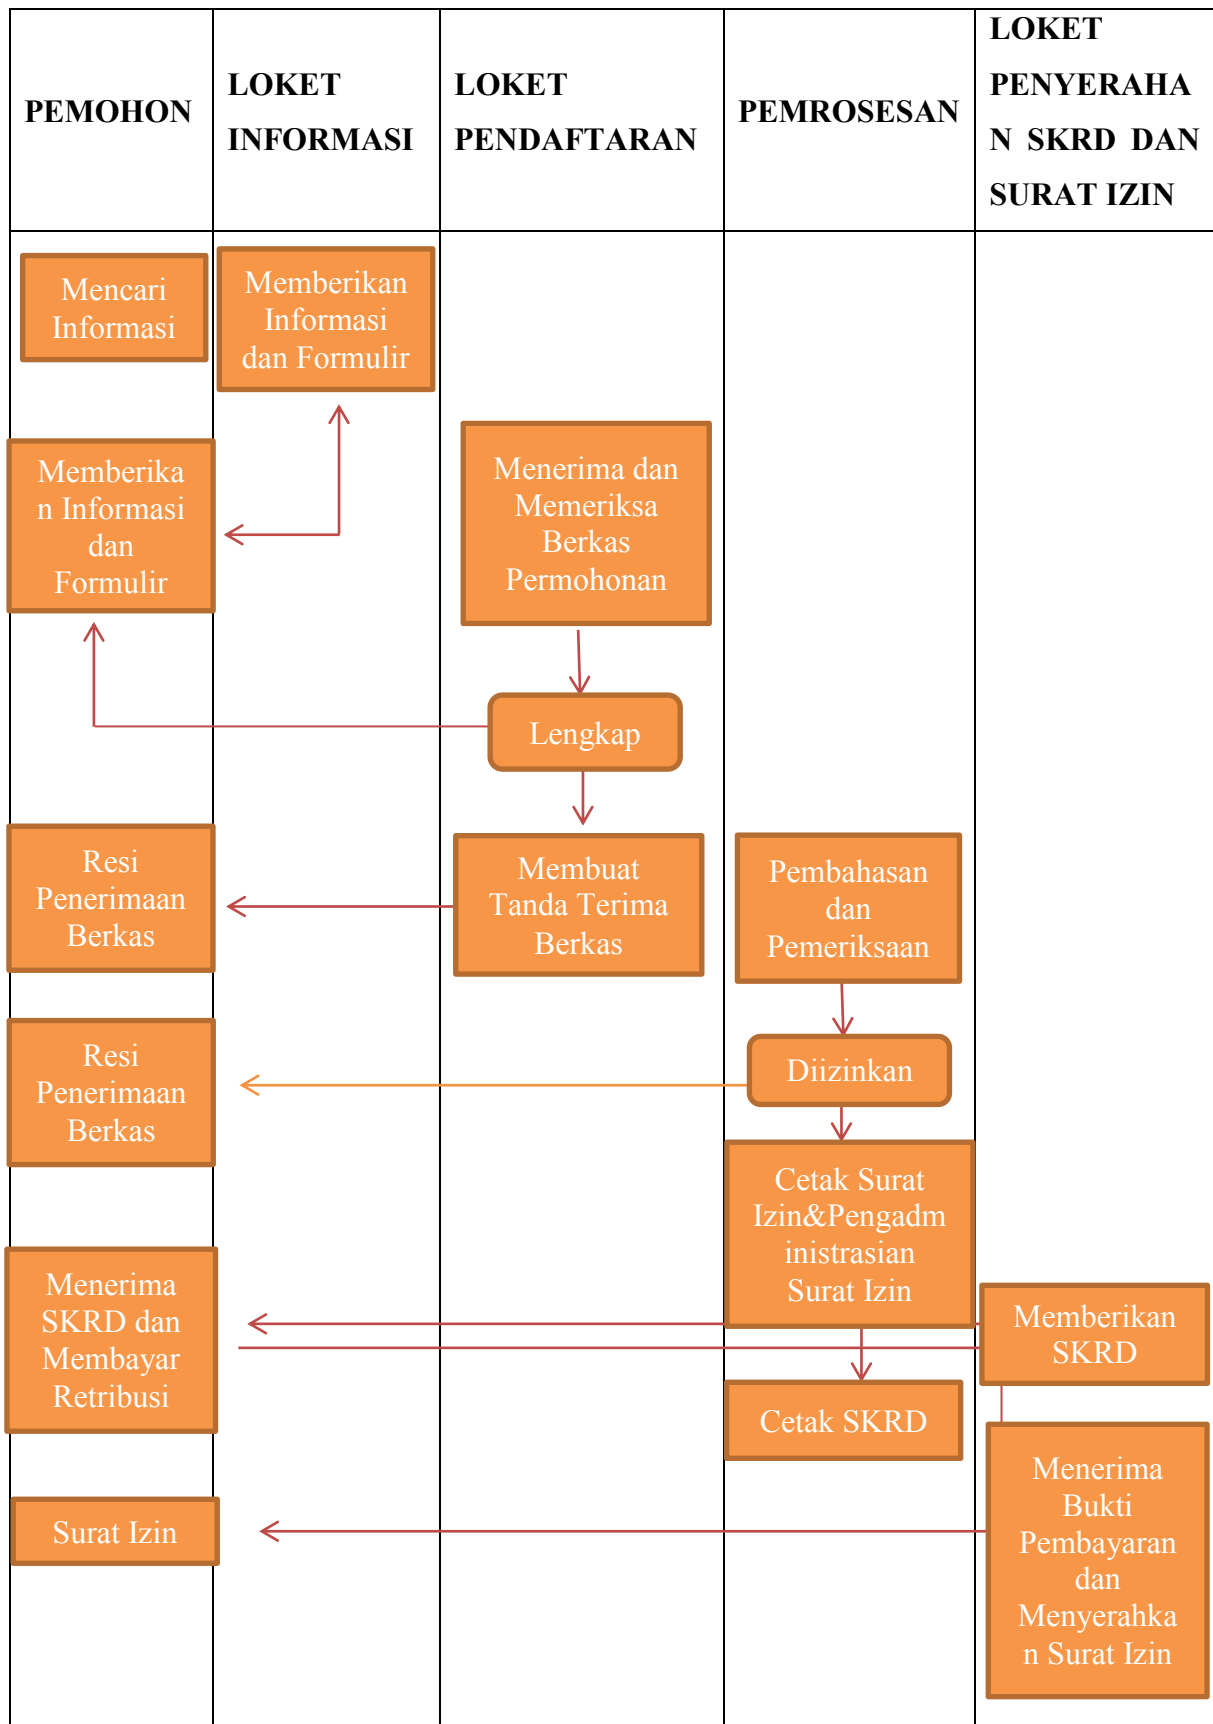 PEMOHON
LOKET
INFORMASI
LOKET
PENDAFTARAN
PEMROSESAN
LOKET
PENYERAHA
N SKRD DAN
SURAT IZIN
Mencari
Informasi
Memberikan
Informasi
dan Formulir
Memberika
n Informasi
dan
Formulir
Menerima dan
Memeriksa
Berkas
Permohonan
Lengkap
Resi
Penerimaan
Berkas
Membuat
Tanda Terima
Berkas
Pembahasan
dan
Pemeriksaan
Resi
Penerimaan
Berkas
Diizinkan
Cetak Surat
Izin&Pengadm
inistrasian
Surat Izin
Menerima
SKRD dan
Membayar
Retribusi
Memberikan
SKRD
Cetak SKRD
Surat Izin
Menerima
Bukti
Pembayaran
dan
Menyerahka
n Surat Izin